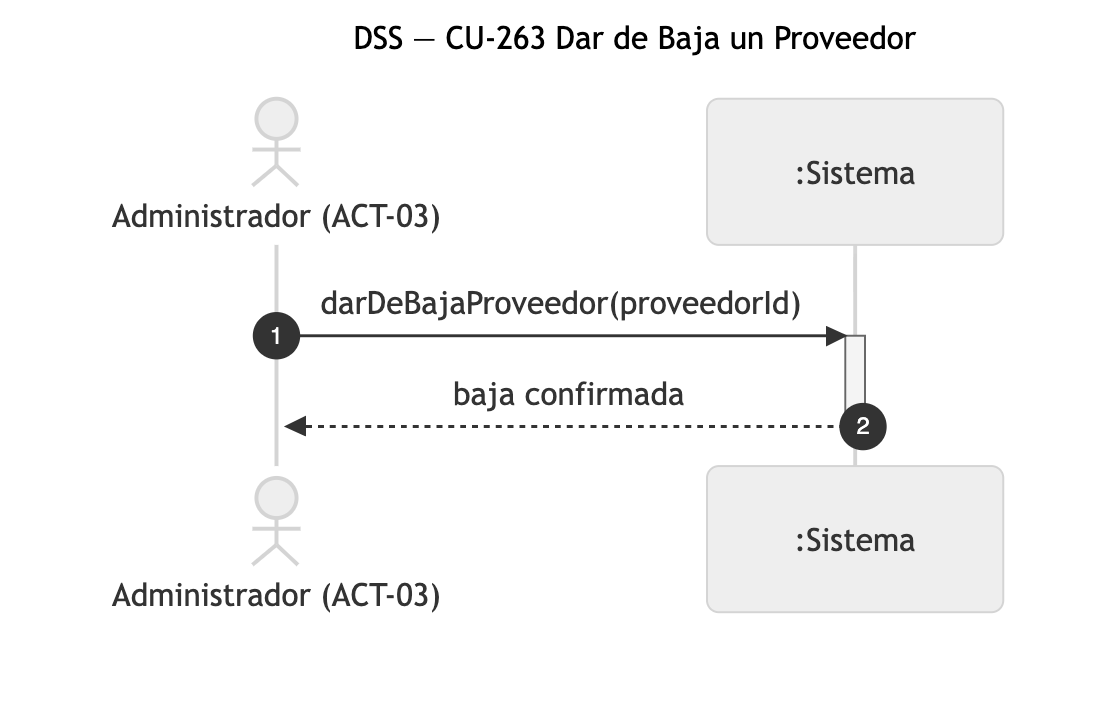 DSS — CU-263 Dar de Baja un Proveedor
Administrador (ACT-03)
:Sistema
darDeBajaProveedor(proveedorId)
1
baja confirmada
2
Administrador (ACT-03)
:Sistema